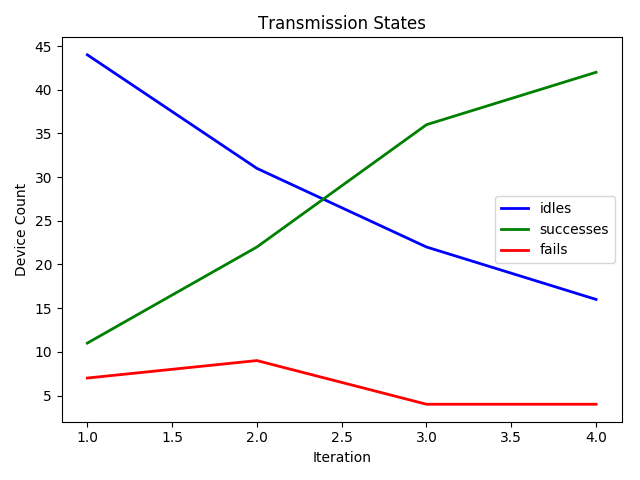 Transmission States
45
40
35
30
25
20
15
10
5
Device Count
idles
successes
fails
1.0 1.5 2.0 2.5 3.0 3.5 4.0
Iteration